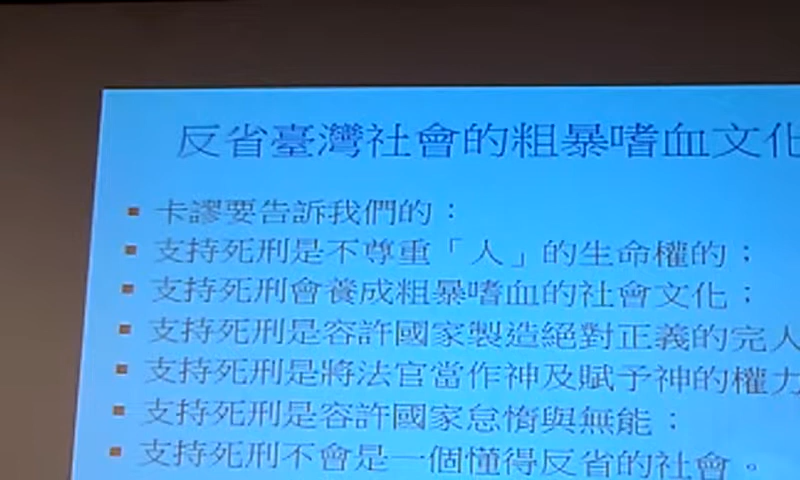 反省臺灣社會的粗暴嗜血文化
卡謬要告訴我們的：
支持死刑是不尊重「人」的生命權的；
支持死刑會養成粗暴嗜血的社會文化；
支持死刑是容許國家製造絕對正義的完人
支持死刑是將法官當作神及賦予神的權力
支持死刑是容許國家怠惰與無能；
支持死刑不會是一個懂得反省的社會。